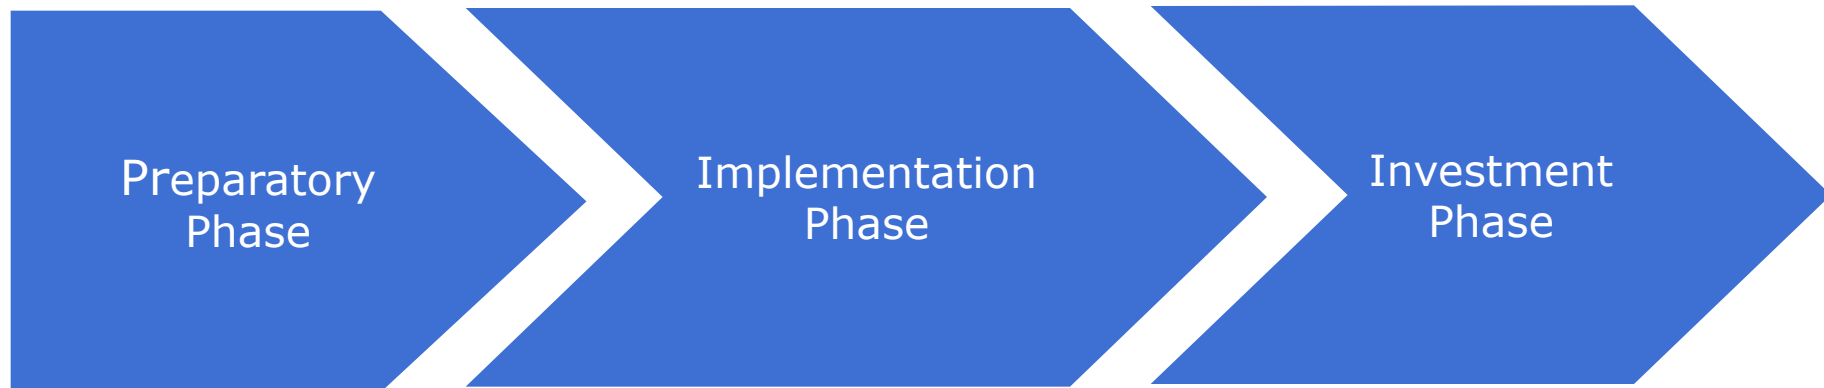 Preparatory
Phase
Implementation
Phase
Investment
Phase